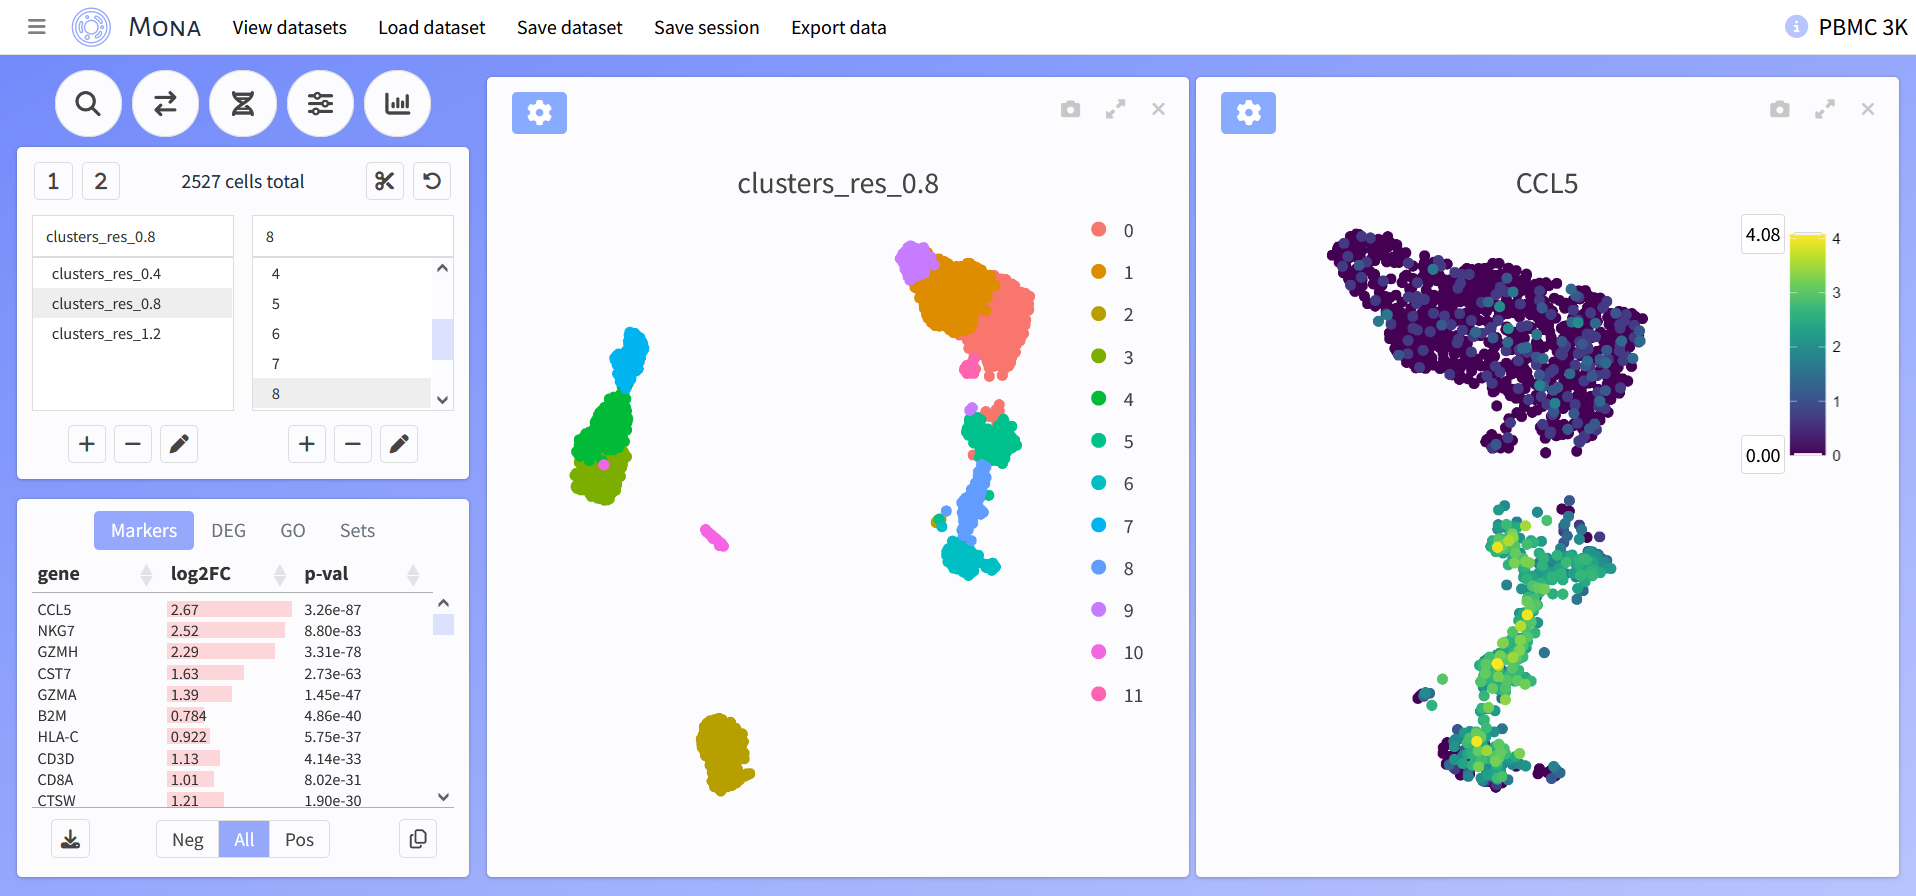 Mona View datasets Load dataset Save dataset Save session Export data i PBMC 3K
1 2 2527 cells total
clusters_res_0.8
clusters_res_0.4
clusters_res_0.8
clusters_res_1.2
8
4
5
6
7
8
Markers DEG GO Sets
gene log2FC p-val
CCL5 2.67 3.26e-87
NKG7 2.52 8.80e-83
GZMH 2.29 3.31e-78
CST7 1.63 2.73e-63
GZMA 1.39 1.45e-47
B2M 0.784 4.86e-40
HLA-C 0.922 5.75e-37
CD3D 1.13 4.14e-33
CD8A 1.01 8.02e-31
CTSW 1.21 1.90e-30
Neg All Pos
clusters_res_0.8
0
1
2
3
4
5
6
7
8
9
10
11
CCL5
4.08
0.00
4
3
2
1
0